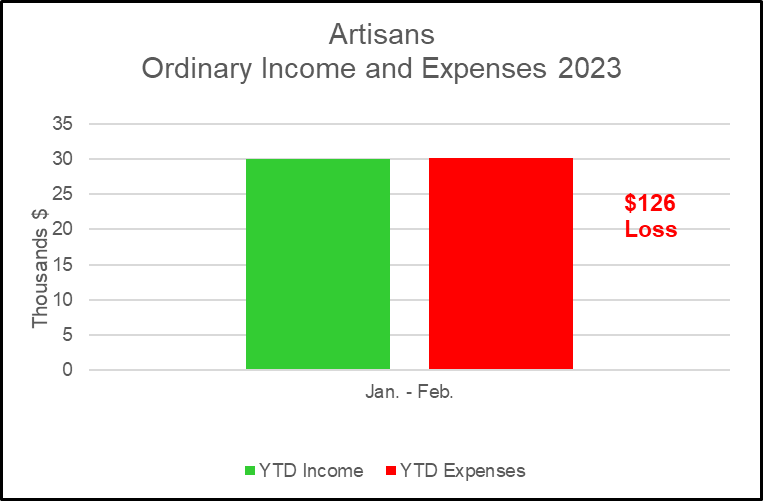 Artisans
Ordinary Income and Expenses 2023
35
30
25
20
15
10
5
0
Thousands $
$126
Loss
Jan. - Feb.
YTD Income
YTD Expenses